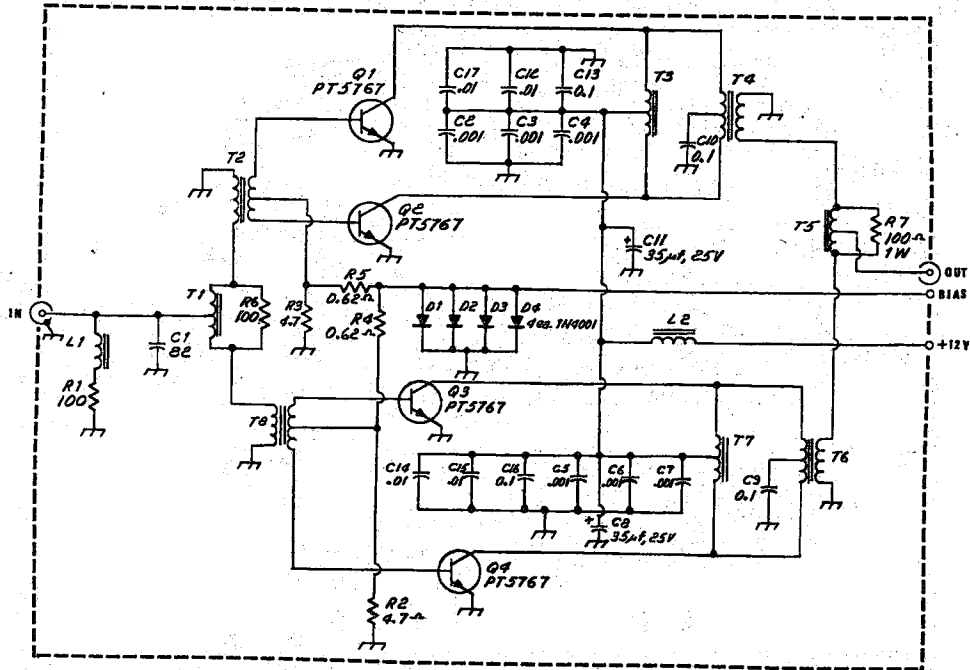 Q1
PT5767
C17
.01
C12
.01
C13
0.1
C2
.001
C3
.001
C4
.001
T3
T4
C10
0.1
T2
Q2
PT5767
C11
35µf, 25V
T5
R7
100Ω
1W
OUT
BIAS
+12V
IN
L1
R1
100
C1
82
T1
R6
100
R3
4.7
R5
0.62Ω
R4
0.62Ω
D1
D2
D3
D4
4ea. 1N4001
L2
T8
Q3
PT5767
C14
.01
C15
.01
C16
0.1
C5
.001
C6
.001
C7
.001
T7
C9
0.1
T6
C8
35µf, 25V
Q4
PT5767
R2
4.7Ω